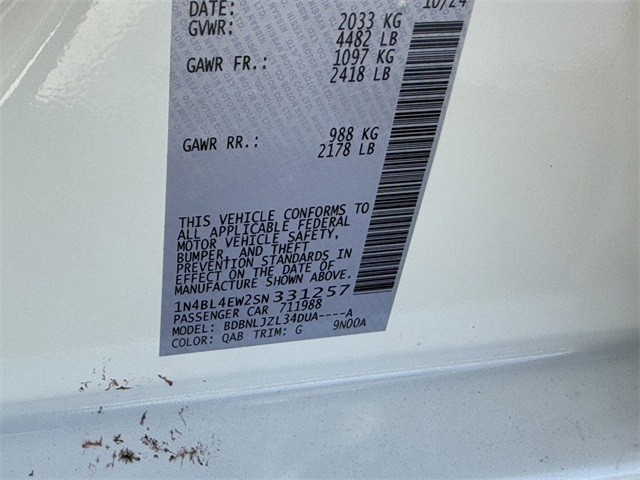 DATE: 10/24
GVWR: 2033 KG
4482 LB
GAWR FR.: 1097 KG
2418 LB
GAWR RR.: 988 KG
2178 LB
THIS VEHICLE CONFORMS TO
ALL APPLICABLE FEDERAL
MOTOR VEHICLE SAFETY,
BUMPER, AND THEFT
PREVENTION STANDARDS IN
EFFECT ON THE DATE OF
MANUFACTURE SHOWN ABOVE.
1N4BL4EW2SN331257
PASSENGER CAR 711988
MODEL: BDBNLJZL34DUA----A
COLOR: QAB TRIM: G 9N00A